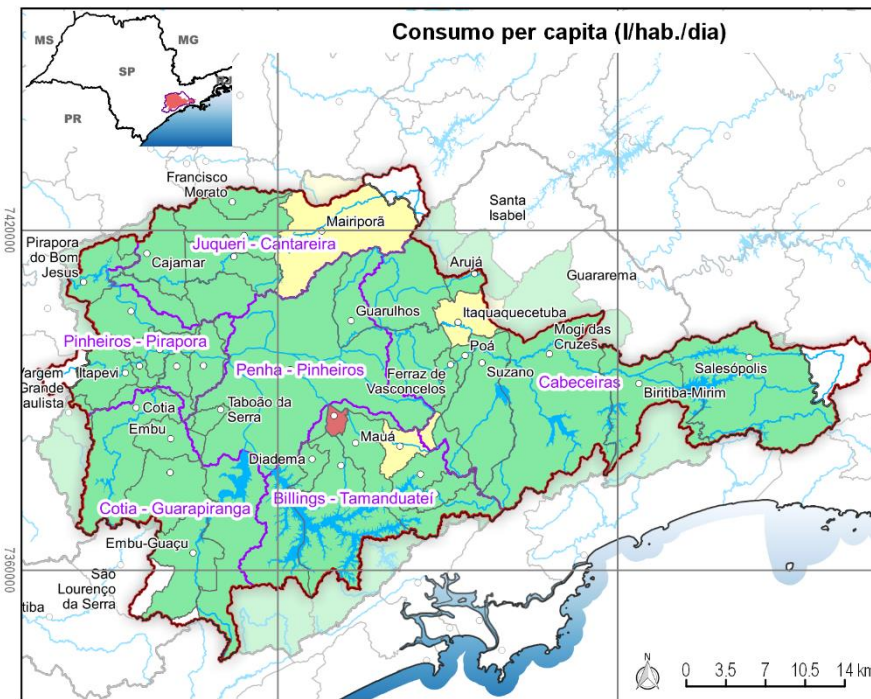 Consumo per capita (l/hab./dia)
MS
MG
SP
PR
Francisco
Morato
Santa
Isabel
Mairiporã
7420000
Juqueri - Cantareira
Pirapora
do Bom
Jesus
Cajamar
Arujá
Guararema
Guarulhos
Itaquaquecetuba
Pinheiros - Pirapora
Mogi das
Cruzes
Poá
Salesópolis
Penha - Pinheiros
Ferraz de
Vasconcelos
Suzano
Vargem
Grande
Paulista
Itapevi
Cabeceiras
Biritiba-Mirim
Cotia
Taboão da
Serra
Embu
Mauá
Diadema
Billings - Tamanduateí
Cotia - Guarapiranga
Embu-Guaçu
7360000
São
Lourenço
da Serra
tiba
N
0 3.5 7 10.5 14 km